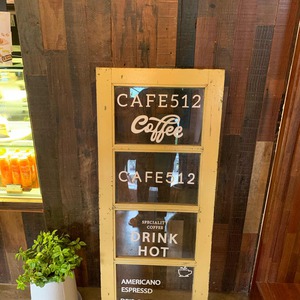 CAFE512
Coffee
CAFE512
SPECIALITY
COFFEE
DRINK
HOT
AMERICANO
ESPRESSO